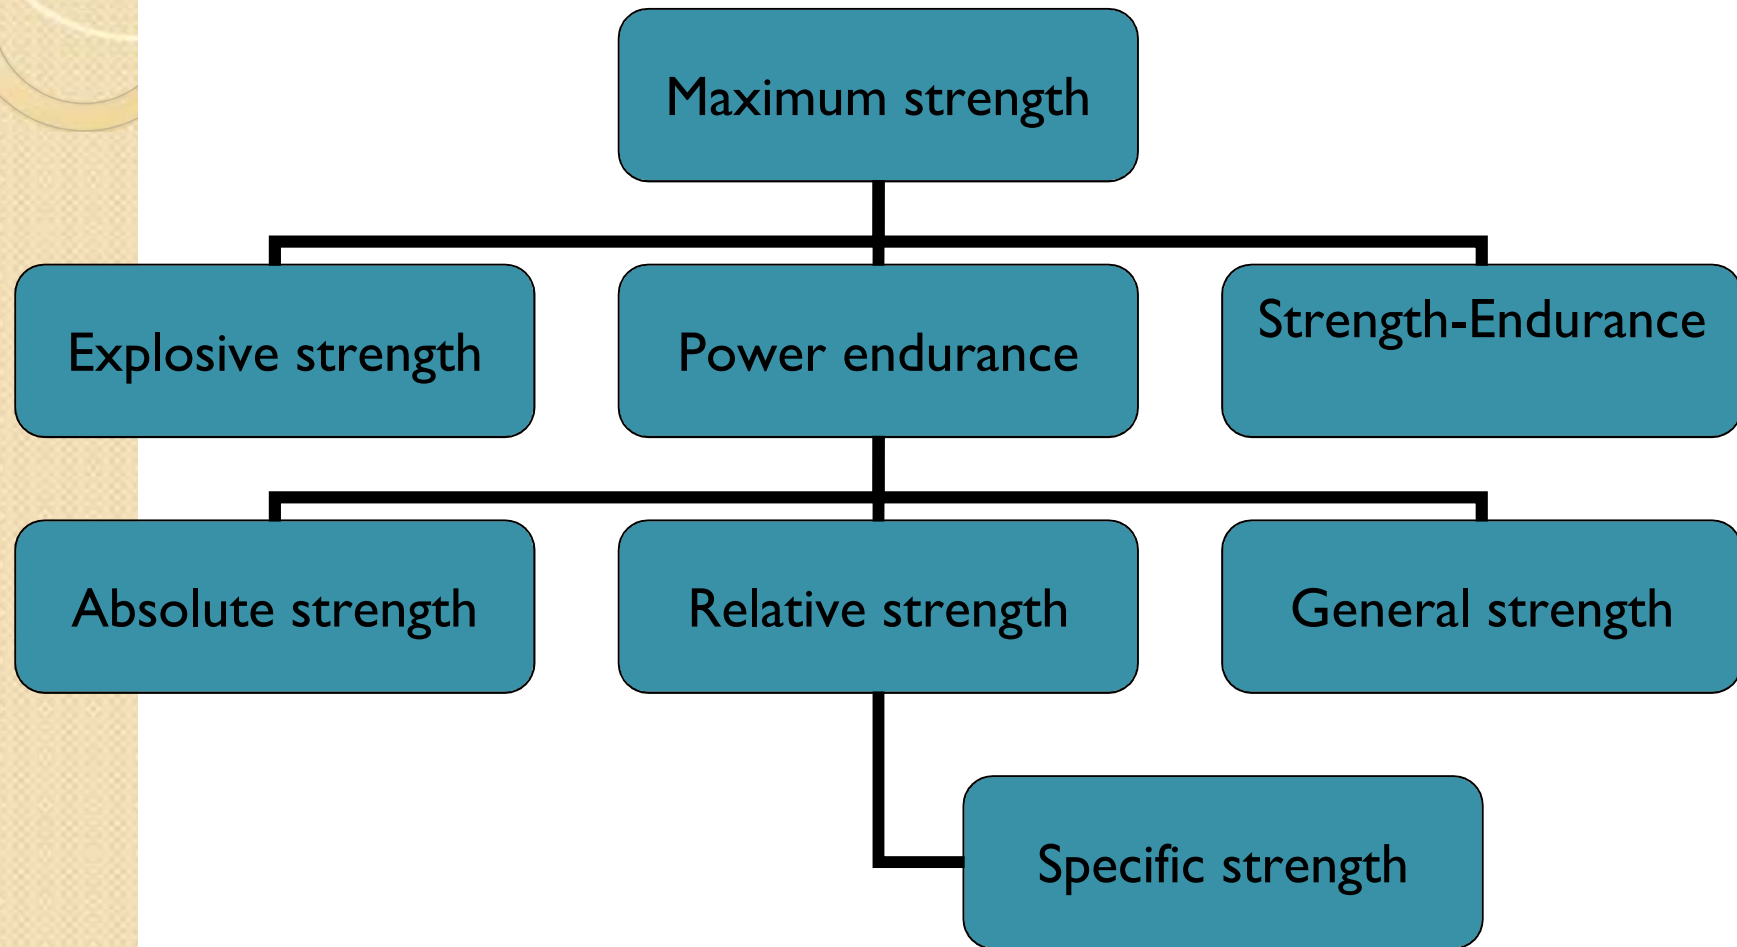 Maximum strength
Explosive strength
Power endurance
Strength-Endurance
Absolute strength
Relative strength
General strength
Specific strength